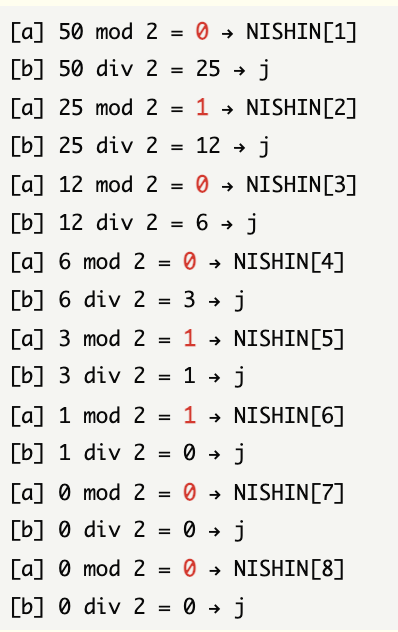 [a] 50 mod 2 = 0 → NISHIN[1]
[b] 50 div 2 = 25 → j
[a] 25 mod 2 = 1 → NISHIN[2]
[b] 25 div 2 = 12 → j
[a] 12 mod 2 = 0 → NISHIN[3]
[b] 12 div 2 = 6 → j
[a] 6 mod 2 = 0 → NISHIN[4]
[b] 6 div 2 = 3 → j
[a] 3 mod 2 = 1 → NISHIN[5]
[b] 3 div 2 = 1 → j
[a] 1 mod 2 = 1 → NISHIN[6]
[b] 1 div 2 = 0 → j
[a] 0 mod 2 = 0 → NISHIN[7]
[b] 0 div 2 = 0 → j
[a] 0 mod 2 = 0 → NISHIN[8]
[b] 0 div 2 = 0 → j